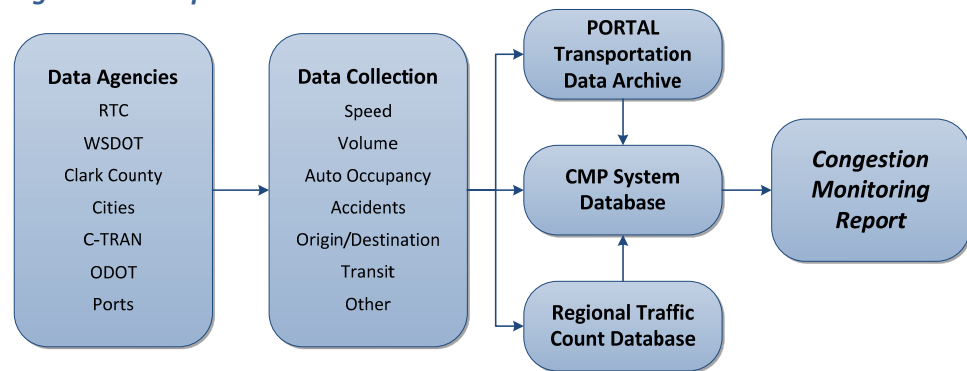 Data Agencies
RTC
WSDOT
Clark County
Cities
C-TRAN
ODOT
Ports
Data Collection
Speed
Volume
Auto Occupancy
Accidents
Origin/Destination
Transit
Other
PORTAL
Transportation
Data Archive
CMP System
Database
Regional Traffic
Count Database
Congestion
Monitoring
Report